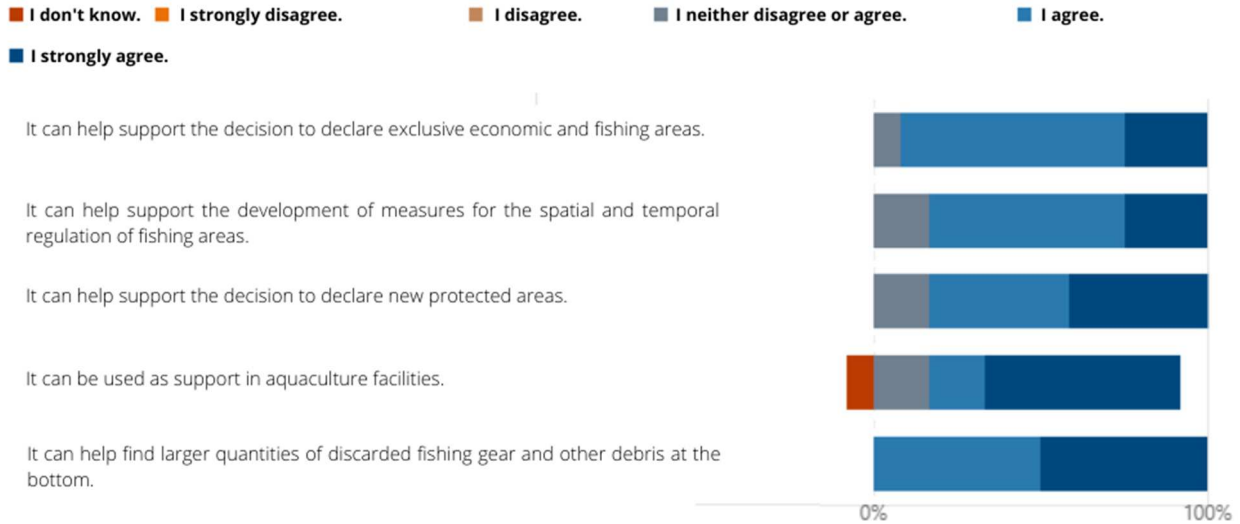 I don't know. I strongly disagree. I disagree. I neither disagree or agree. I agree.
I strongly agree.
It can help support the decision to declare exclusive economic and fishing areas.
It can help support the development of measures for the spatial and temporal
regulation of fishing areas.
It can help support the decision to declare new protected areas.
It can be used as support in aquaculture facilities.
It can help find larger quantities of discarded fishing gear and other debris at the
bottom.
0% 100%